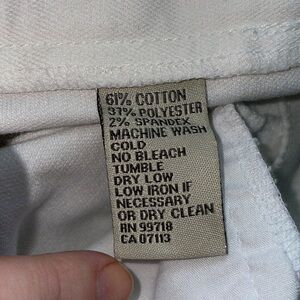 61% COTTON
37% POLYESTER
2% SPANDEX
MACHINE WASH
COLD
NO BLEACH
TUMBLE
DRY LOW
LOW IRON IF
NECESSARY
OR DRY CLEAN
RN 99718
CA 07113